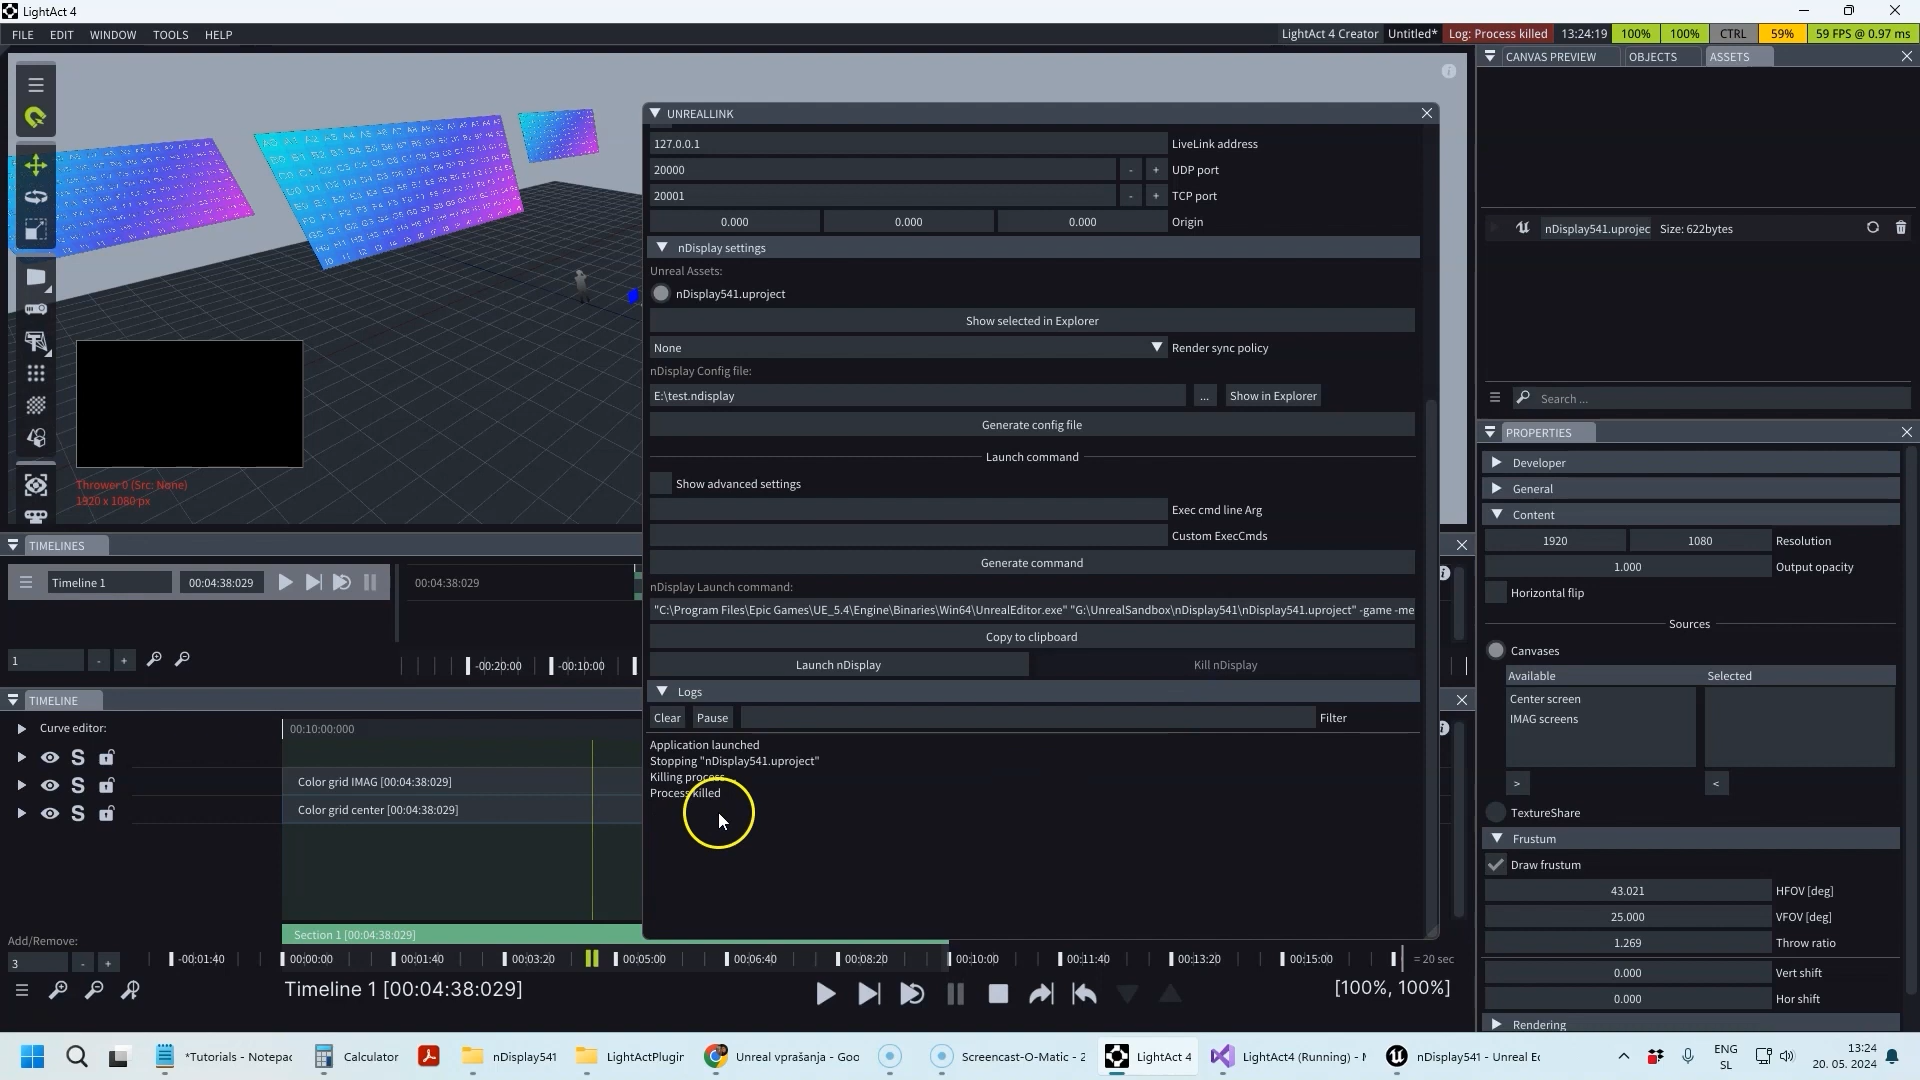 LightAct 4
FILE EDIT WINDOW TOOLS HELP
LightAct 4 Creator Untitled* Log: Process killed 13:24:19 100% 100% CTRL 59% 59 FPS @ 0.97 ms
CANVAS PREVIEW OBJECTS ASSETS
UNREALLINK
127.0.0.1 LiveLink address
20000 - + UDP port
20001 - + TCP port
0.000 0.000 0.000 Origin
nDisplay settings
Unreal Assets:
nDisplay541.uproject
Show selected in Explorer
None Render sync policy
nDisplay Config file:
E:\test.ndisplay ... Show in Explorer
Generate config file
Launch command
Show advanced settings
Exec cmd line Arg
Custom ExecCmds
Generate command
nDisplay Launch command:
"C:\Program Files\Epic Games\UE_5.4\Engine\Binaries\Win64\UnrealEditor.exe" "G:\UnrealSandbox\nDisplay541\nDisplay541.uproject" -game -me
Copy to clipboard
Launch nDisplay Kill nDisplay
Logs
Clear Pause Filter
Application launched
Stopping "nDisplay541.uproject"
Killing process...
Process killed
Thrower 0 (Src: None)
1920 x 1080 px
TIMELINES
Timeline 1 00:04:38:029 00:04:38:029
1 - + -00:20:00 -00:10:00
TIMELINE
Curve editor: 00:10:00:000
S
Color grid IMAG [00:04:38:029]
S
Color grid center [00:04:38:029]
S
Section 1 [00:04:38:029]
Add/Remove:
3 - + -00:01:40 00:00:00 00:01:40 00:03:20 00:05:00 00:06:40 00:08:20 00:10:00 00:11:40 00:13:20 00:15:00 = 20 sec
Timeline 1 [00:04:38:029] [100%, 100%]
nDisplay541.uprojec Size: 622bytes
Search ...
PROPERTIES
Developer
General
Content
1920 1080 Resolution
1.000 Output opacity
Horizontal flip
Sources
Canvases
Available Selected
Center screen
IMAG screens
> <
TextureShare
Frustum
Draw frustum
43.021 HFOV [deg]
25.000 VFOV [deg]
1.269 Throw ratio
0.000 Vert shift
0.000 Hor shift
Rendering
*Tutorials - Notepad Calculator nDisplay541 LightActPlugin Unreal vprašanja - Goo Screencast-O-Matic - 2 LightAct 4 LightAct4 (Running) - M nDisplay541 - Unreal Ed
ENG
SL
13:24
20. 05. 2024